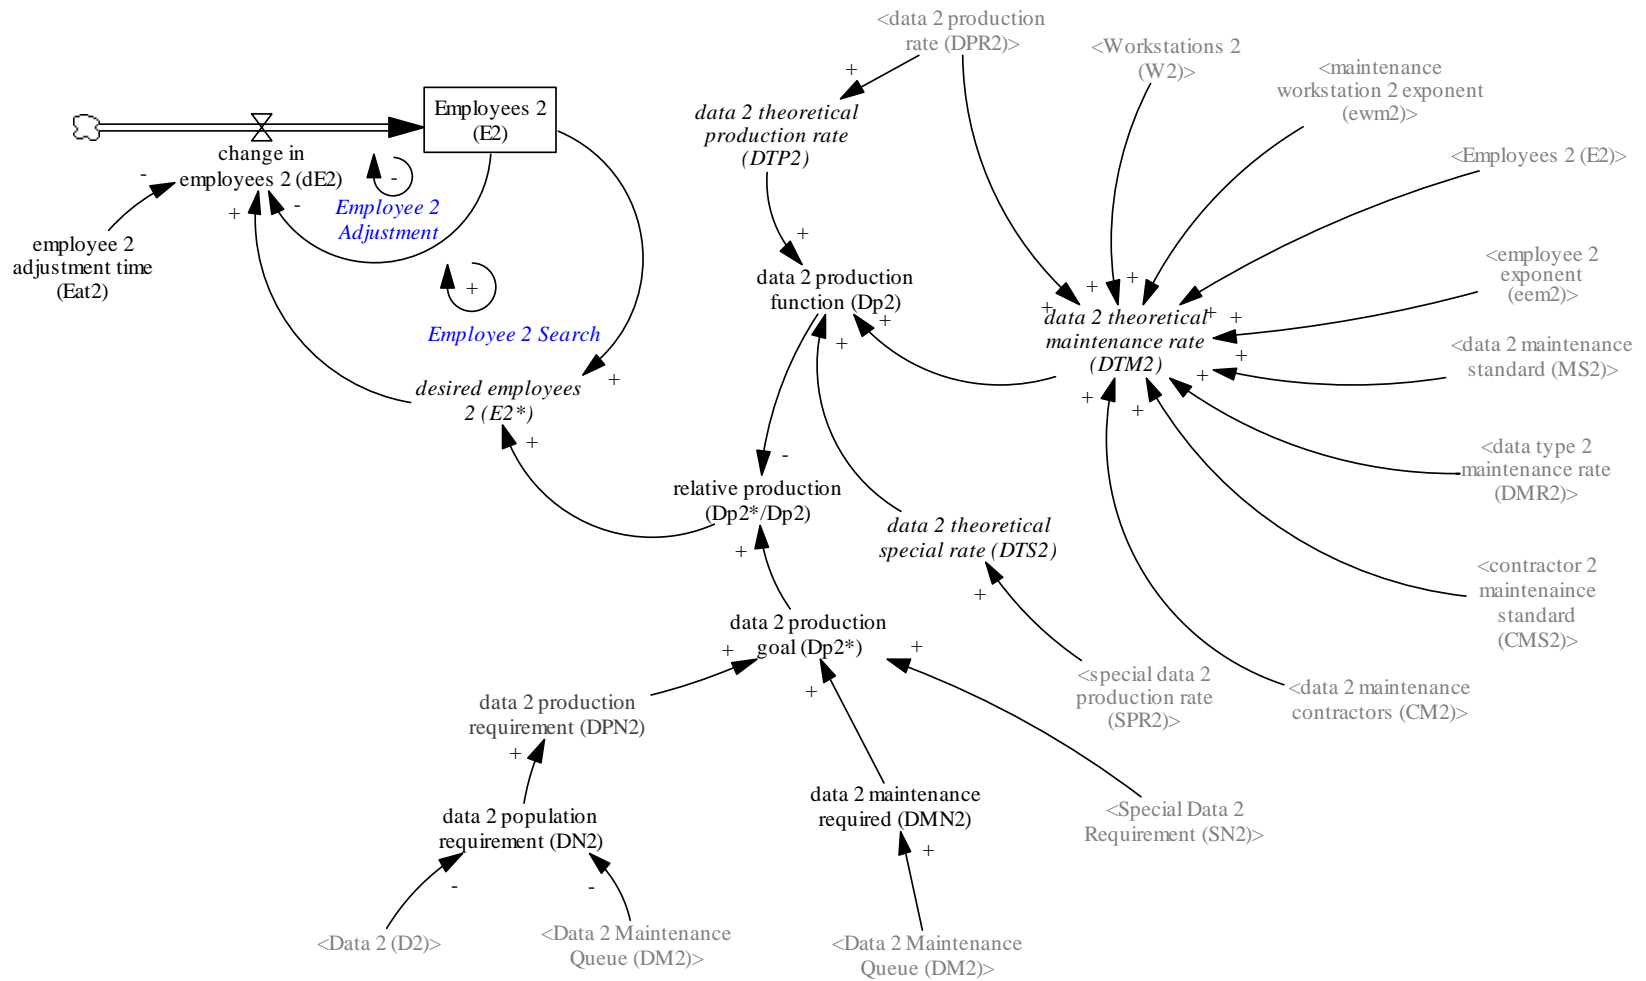 <data 2 production
rate (DPR2)>
<Workstations 2
(W2)>
<maintenance
workstation 2 exponent
(ewm2)>
Employees 2
(E2)
data 2 theoretical
production rate
(DTP2)
change in
employees 2 (dE2)
<Employees 2 (E2)>
Employee 2
Adjustment
employee 2
adjustment time
(Eat2)
data 2 production
function (Dp2)
<employee 2
exponent
(eem2)>
Employee 2 Search
data 2 theoretical
maintenance rate
(DTM2)
<data 2 maintenance
standard (MS2)>
desired employees
2 (E2*)
<data type 2
maintenance rate
(DMR2)>
relative production
(Dp2*/Dp2)
data 2 theoretical
special rate (DTS2)
<contractor 2
maintenaince
standard
(CMS2)>
data 2 production
goal (Dp2*)
<special data 2
production rate
(SPR2)>
<data 2 maintenance
contractors (CM2)>
data 2 production
requirement (DPN2)
data 2 population
requirement (DN2)
data 2 maintenance
required (DMN2)
<Special Data 2
Requirement (SN2)>
<Data 2 (D2)>
<Data 2 Maintenance
Queue (DM2)>
<Data 2 Maintenance
Queue (DM2)>